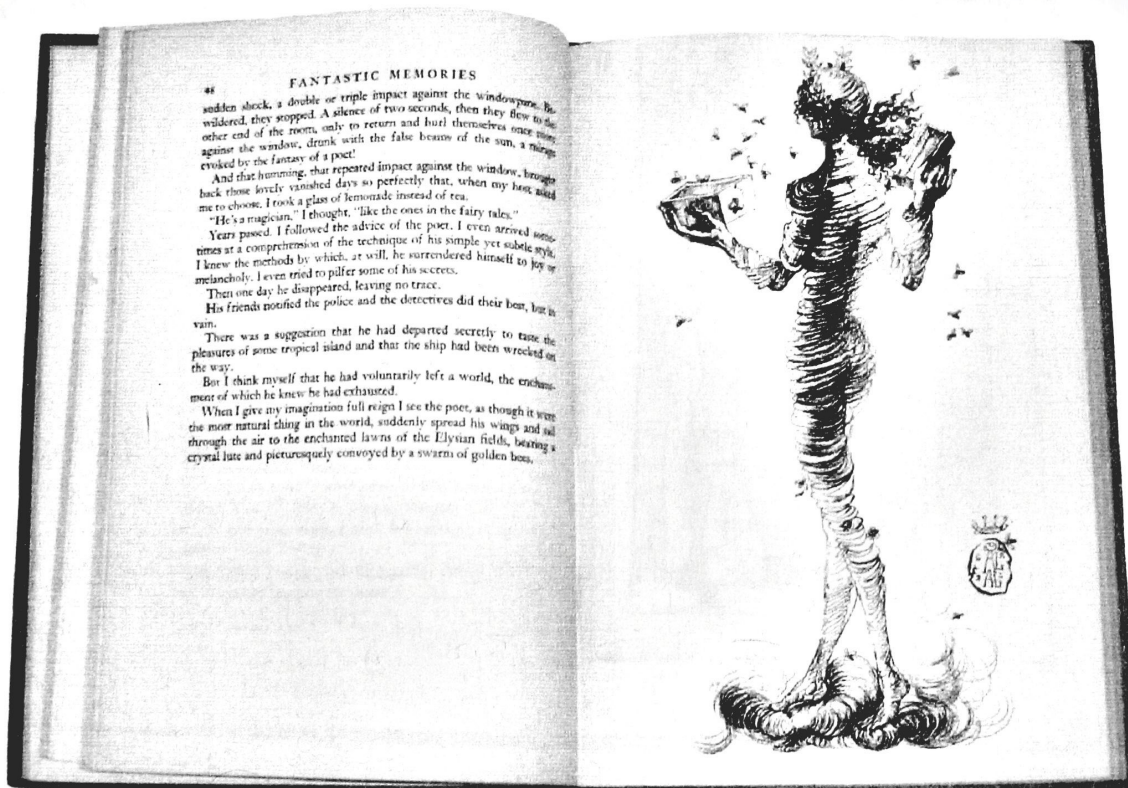 48 FANTASTIC MEMORIES
sudden shock, a double or triple impact against the windowpane. Be-
wildered, they stopped. A silence of two seconds, then they flew to the
other end of the room, only to return and hurl themselves once more
against the window, drunk with the false beams of the sun, a mirage
evoked by the fantasy of a poet!
And that humming, that repeated impact against the window, brought
back those lovely vanished days so perfectly that, when my host asked
me to choose, I took a glass of lemonade instead of tea.
"He's a magician," I thought, "like the ones in the fairy tales."
Years passed. I followed the advice of the poet. I even arrived some-
times at a comprehension of the technique of his simple yet subtle style.
I knew the methods by which, at will, he surrendered himself to joy or
melancholy. I even tried to pilfer some of his secrets.
Then one day he disappeared, leaving no trace.
His friends notified the police and the detectives did their best, but in
vain.
There was a suggestion that he had departed secretly to taste the
pleasures of some tropical island and that the ship had been wrecked on
the way.
But I think myself that he had voluntarily left a world, the enchant-
ment of which he knew he had exhausted.
When I give my imagination full reign I see the poet, as though it were
the most natural thing in the world, suddenly spread his wings and sail
through the air to the enchanted lawns of the Elysian fields, bearing a
crystal lute and picturesquely convoyed by a swarm of golden bees.